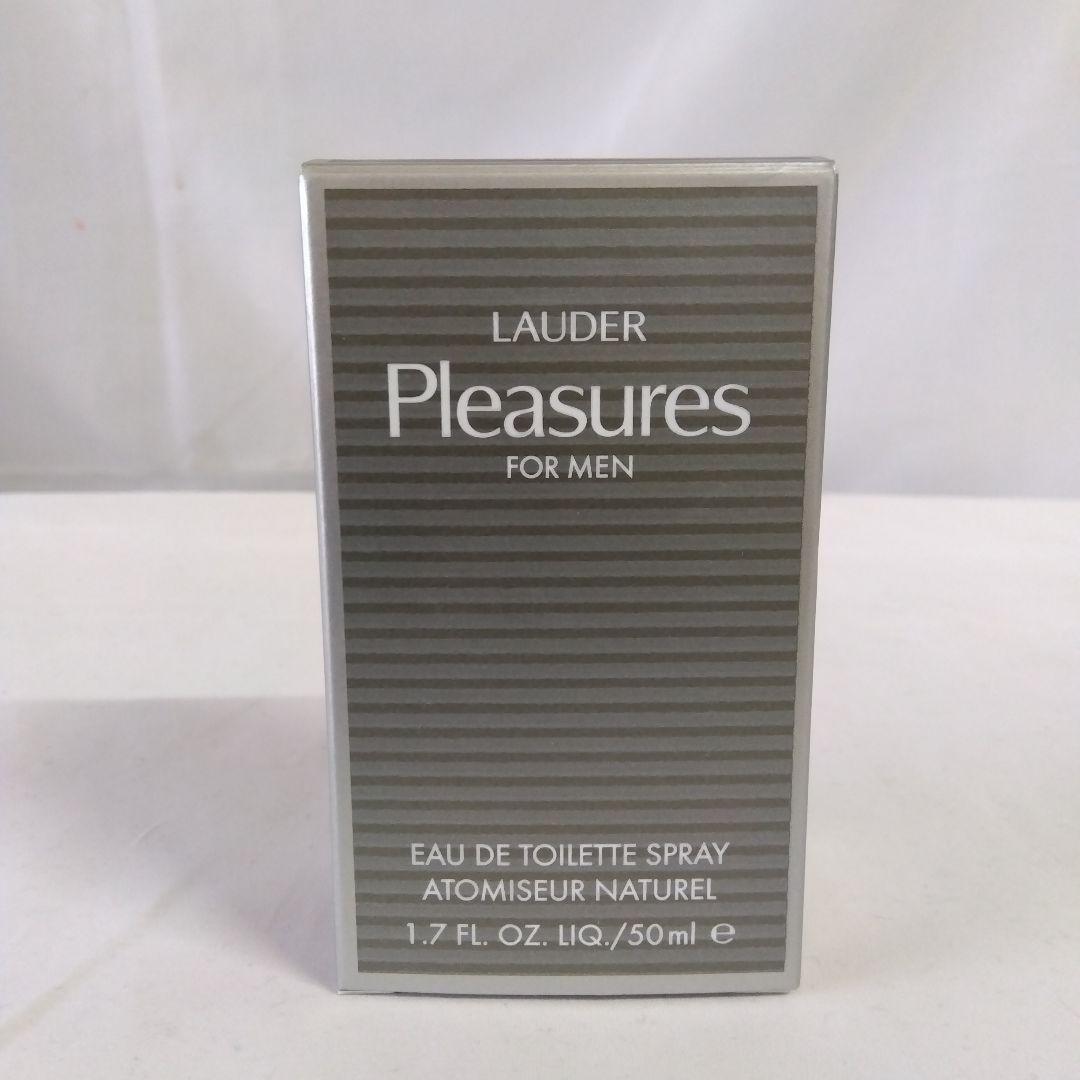 LAUDER
Pleasures
FOR MEN
EAU DE TOILETTE SPRAY
ATOMISEUR NATUREL
1.7 FL. OZ. LIQ./50ml ℮